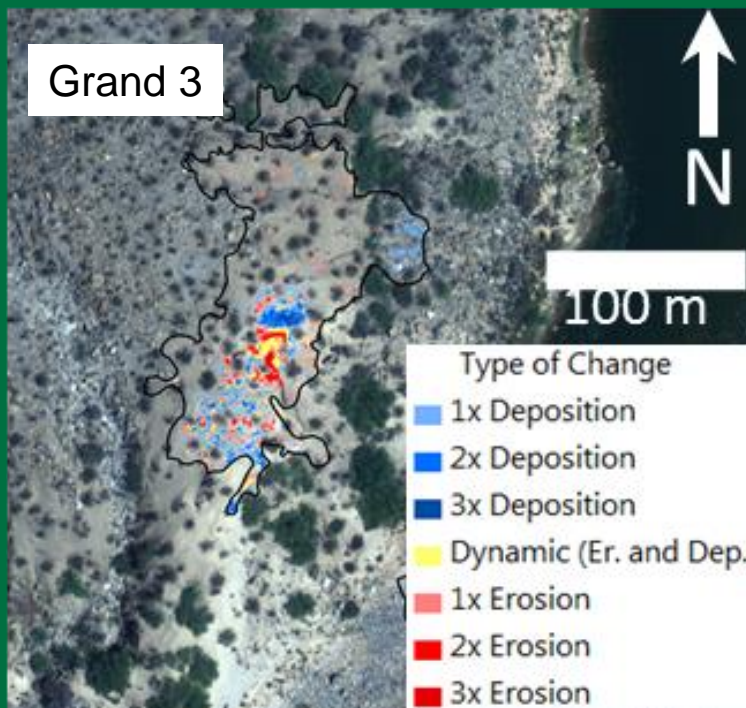 Grand 3
N
100 m
Type of Change
1x Deposition
2x Deposition
3x Deposition
Dynamic (Er. and Dep.
1x Erosion
2x Erosion
3x Erosion